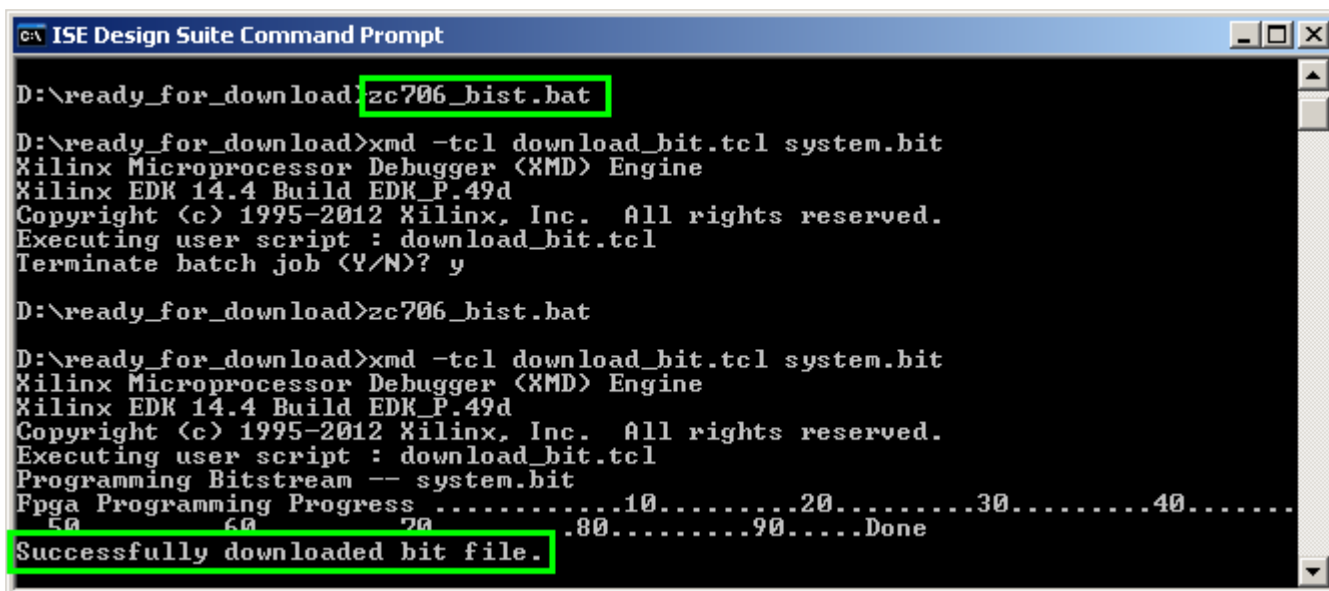 ISE Design Suite Command Prompt
D:\ready_for_download>zc706_bist.bat
D:\ready_for_download>xmd -tcl download_bit.tcl system.bit
Xilinx Microprocessor Debugger (XMD) Engine
Xilinx EDK 14.4 Build EDK_P.49d
Copyright (c) 1995-2012 Xilinx, Inc.  All rights reserved.
Executing user script : download_bit.tcl
Terminate batch job (Y/N)? y
D:\ready_for_download>zc706_bist.bat
D:\ready_for_download>xmd -tcl download_bit.tcl system.bit
Xilinx Microprocessor Debugger (XMD) Engine
Xilinx EDK 14.4 Build EDK_P.49d
Copyright (c) 1995-2012 Xilinx, Inc.  All rights reserved.
Executing user script : download_bit.tcl
Programming Bitstream -- system.bit
Fpga Programming Progress ............10.........20.........30.........40.......
..50.........60.........70.........80.........90.....Done
Successfully downloaded bit file.